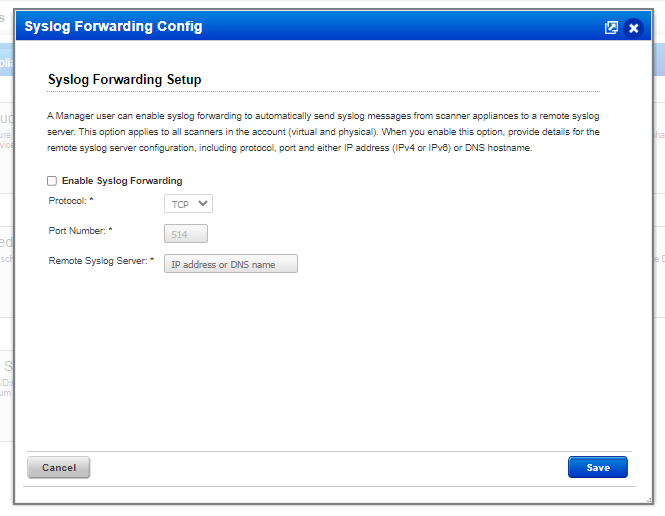 Syslog Forwarding Config
Syslog Forwarding Setup
A Manager user can enable syslog forwarding to automatically send syslog messages from scanner appliances to a remote syslog
server. This option applies to all scanners in the account (virtual and physical). When you enable this option, provide details for the
remote syslog server configuration, including protocol, port and either IP address (IPv4 or IPv6) or DNS hostname.
Enable Syslog Forwarding
Protocol: * TCP
Port Number: * 514
Remote Syslog Server: * IP address or DNS name
Cancel Save